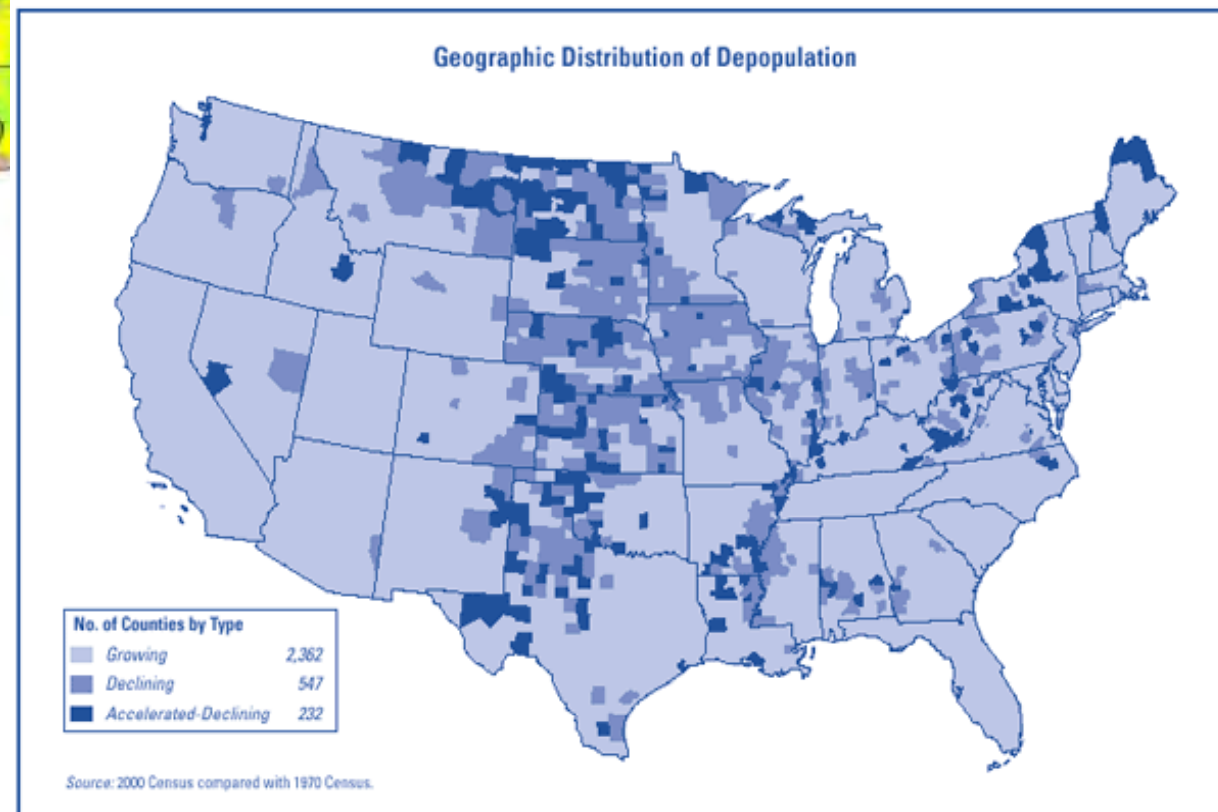 Geographic Distribution of Depopulation
No. of Counties by Type
Growing 2,362
Declining 547
Accelerated-Declining 232
Source: 2000 Census compared with 1970 Census.